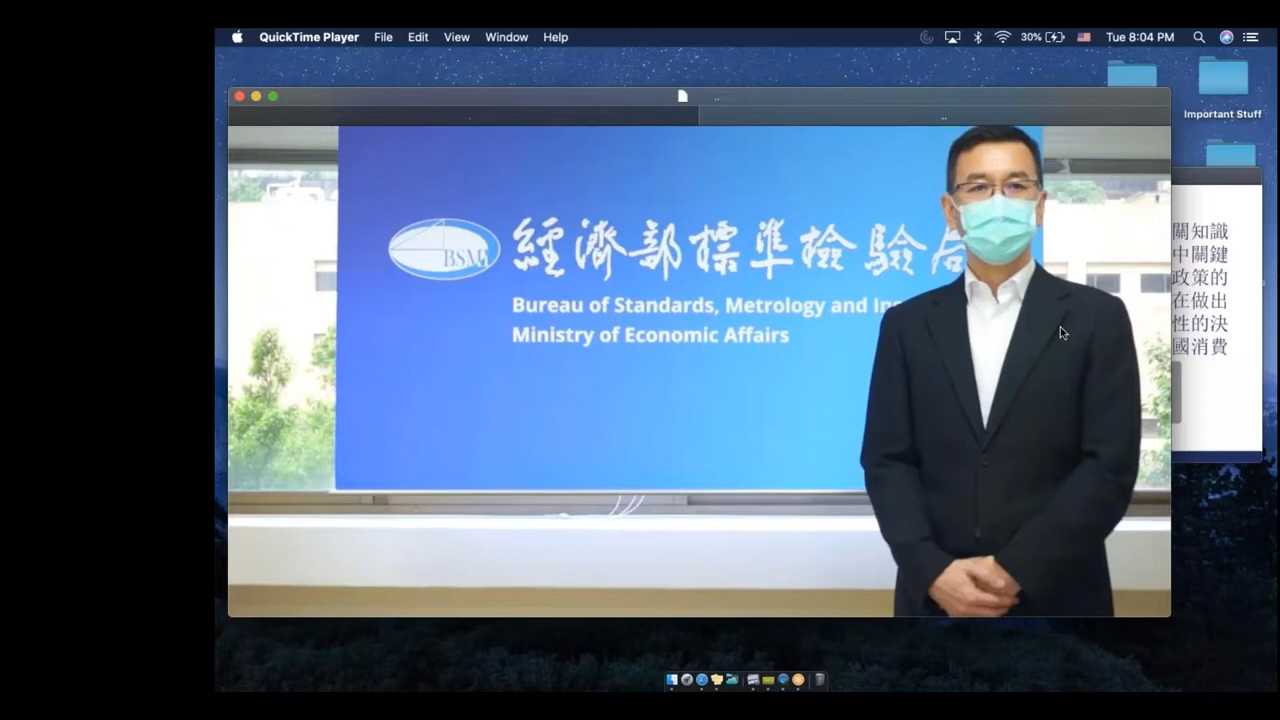 QuickTime Player File Edit View Window Help 30% Tue 8:04 PM
Important Stuff
BSMI
經濟部標準檢驗局
Bureau of Standards, Metrology and
Ministry of Economic Affairs
關知識
中關鍵
政策的
在做出
性的決
國消費